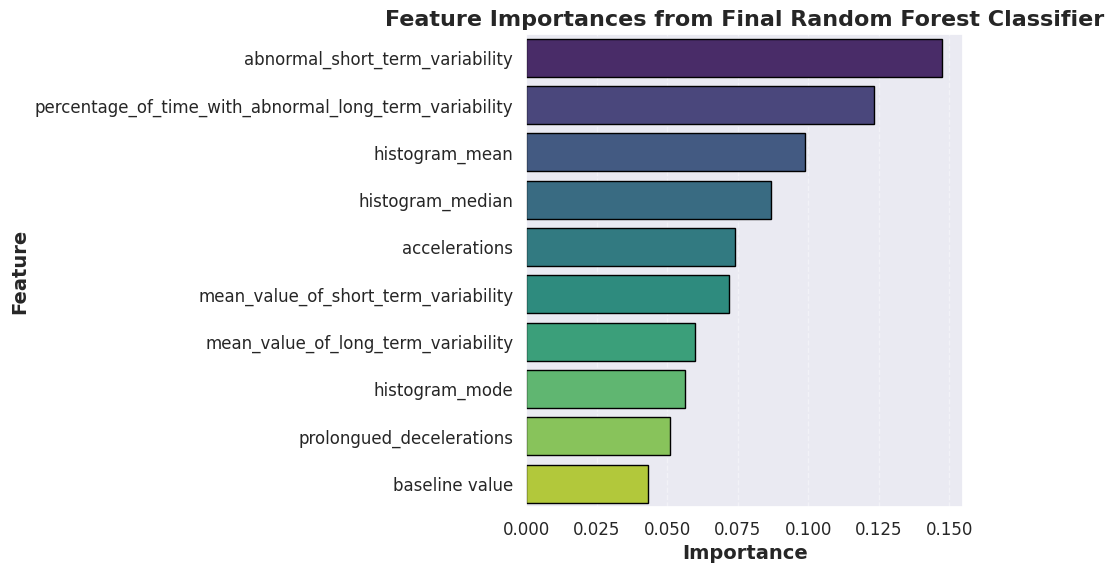 Feature Importances from Final Random Forest Classifier
Feature
abnormal_short_term_variability
percentage_of_time_with_abnormal_long_term_variability
histogram_mean
histogram_median
accelerations
mean_value_of_short_term_variability
mean_value_of_long_term_variability
histogram_mode
prolongued_decelerations
baseline value
0.000 0.025 0.050 0.075 0.100 0.125 0.150
Importance